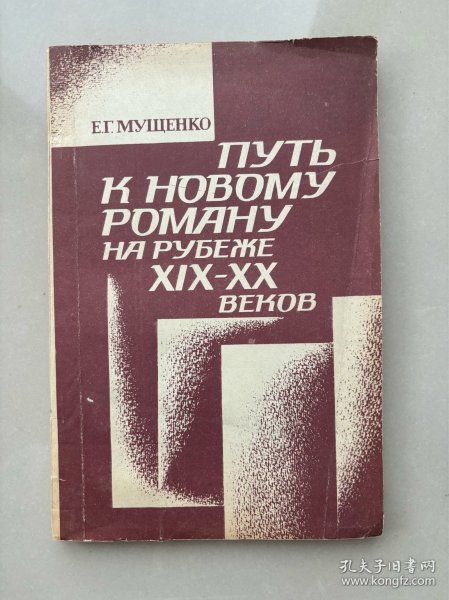 Е.Г. МУЩЕНКО
ПУТЬ
К НОВОМУ
РОМАНУ
НА РУБЕЖЕ
XIX-XX
ВЕКОВ
孔夫子旧书网
www.kongfz.com